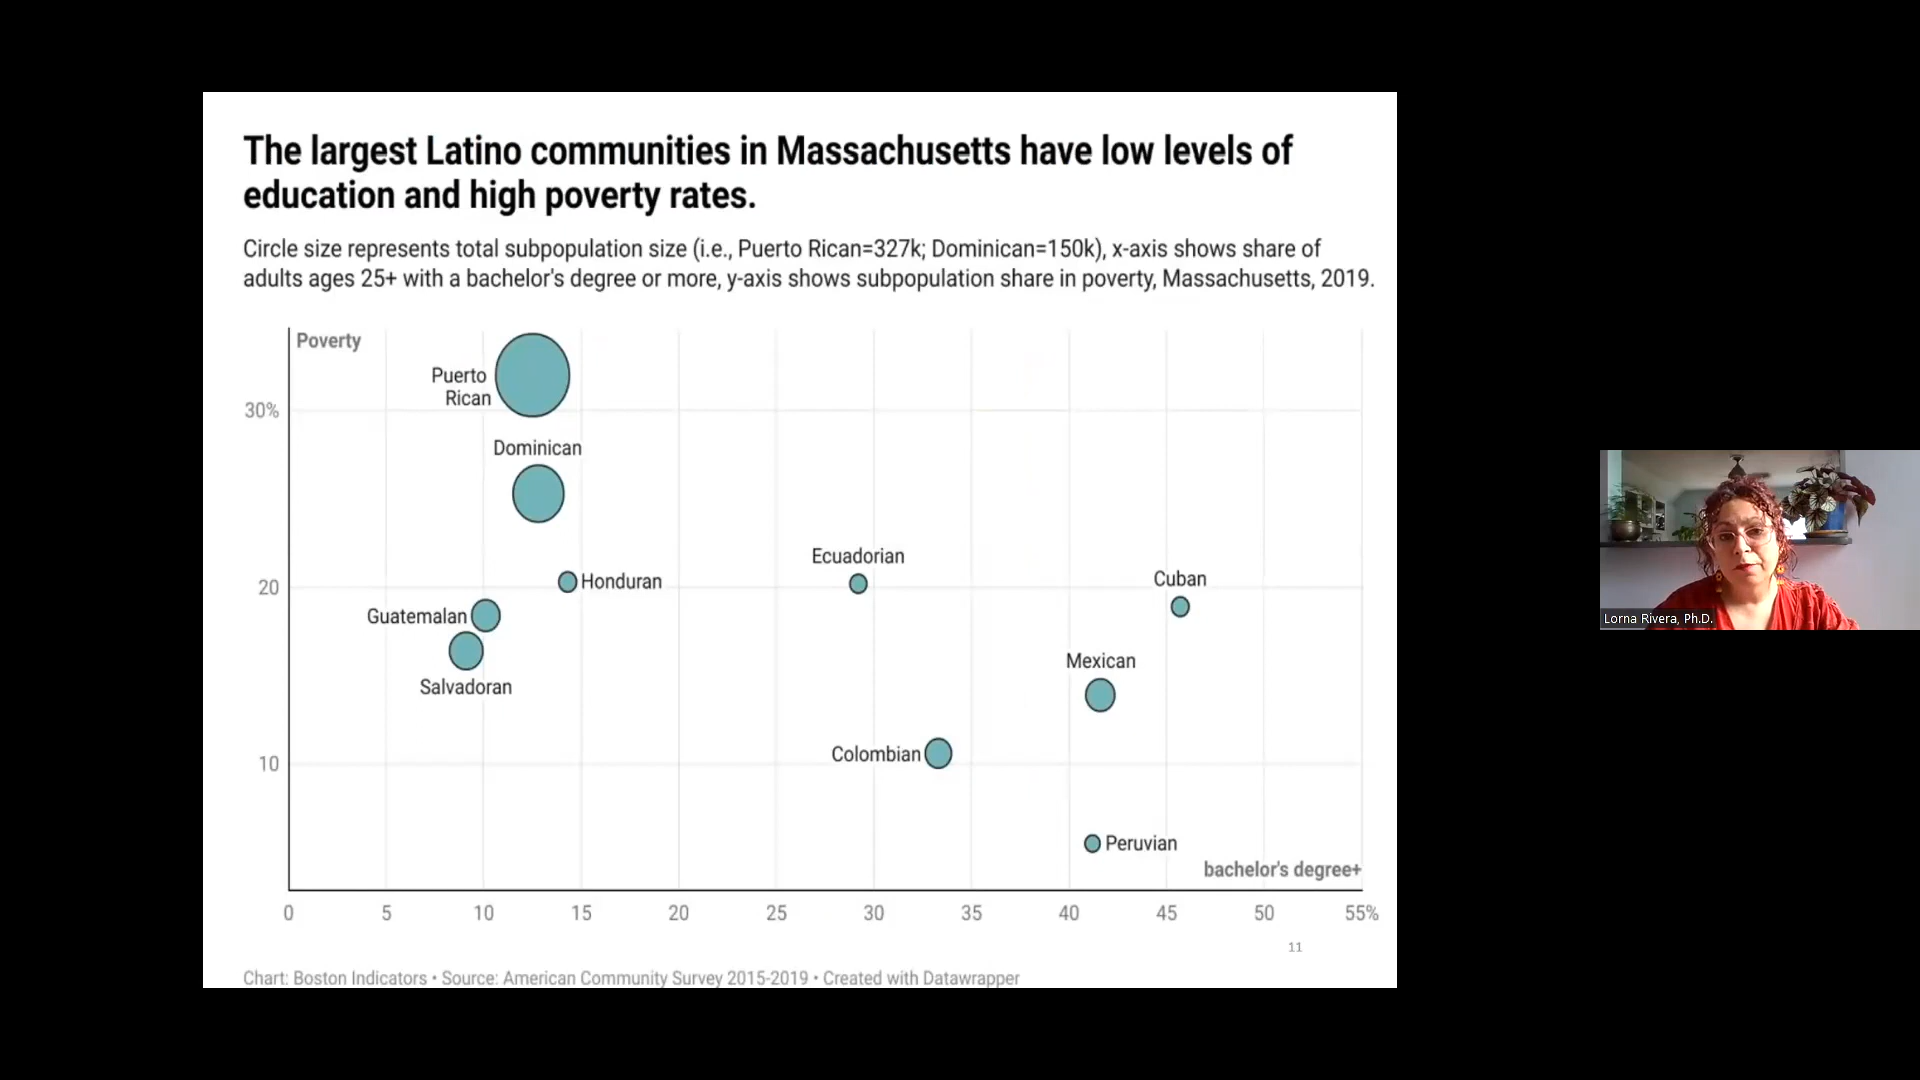 The largest Latino communities in Massachusetts have low levels of
education and high poverty rates.
Circle size represents total subpopulation size (i.e., Puerto Rican=327k; Dominican=150k), x-axis shows share of
adults ages 25+ with a bachelor's degree or more, y-axis shows subpopulation share in poverty, Massachusetts, 2019.
Poverty
Puerto
Rican
30%
Dominican
Ecuadorian
Cuban
20
Honduran
Guatemalan
Lorna Rivera, Ph.D.
Mexican
Salvadoran
Colombian
10
Peruvian
bachelor's degree+
0 5 10 15 20 25 30 35 40 45 50 55%
11
Chart: Boston Indicators • Source: American Community Survey 2015-2019 • Created with Datawrapper